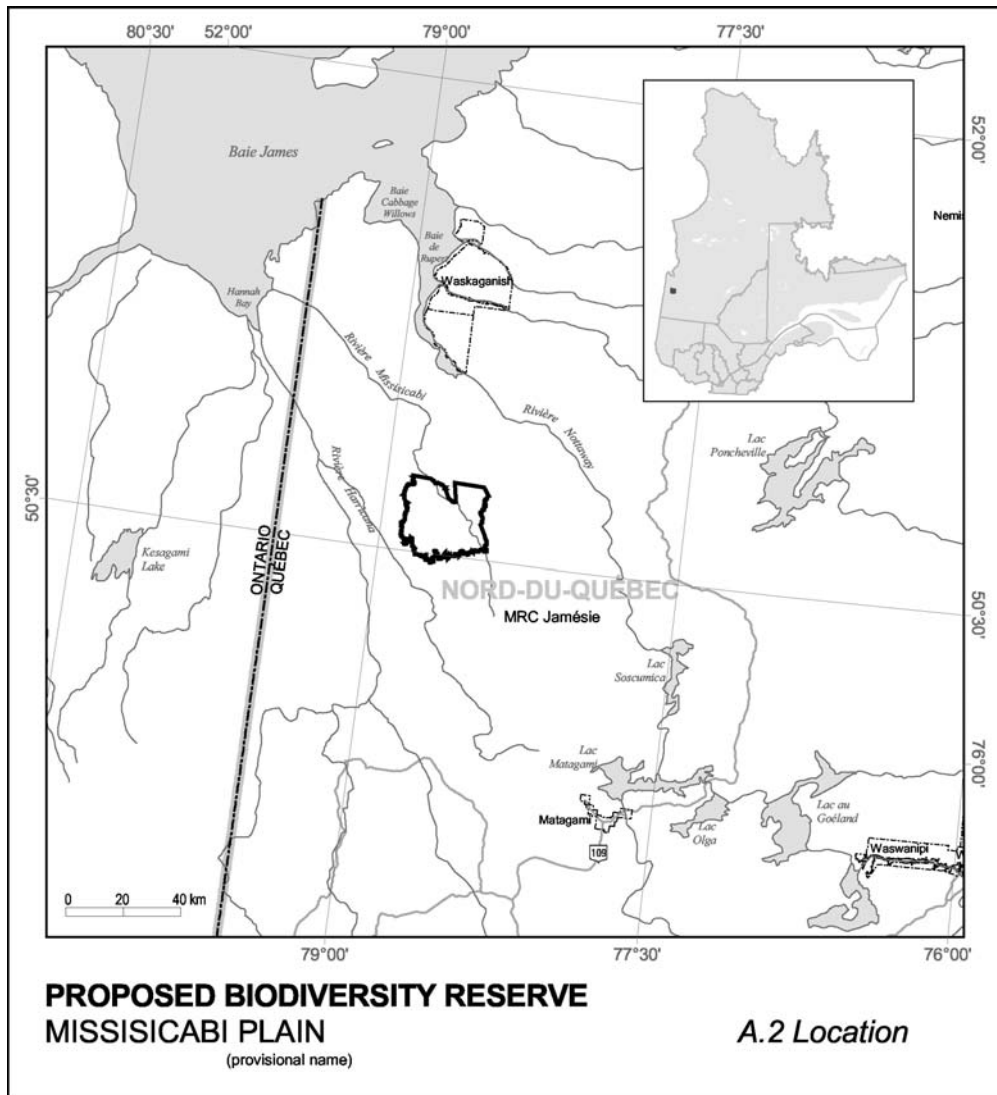 80°30'
52°00'
79°00'
77°30'
52°00'
Baie James
Baie
Cabbage
Willows
Baie
de
Rupert
Nemis
Waskaganish
Hannah
Bay
Rivière Missisicabi
Rivière Nottaway
Rivière Harricana
Lac
Poncheville
50°30'
Kesagami
Lake
ONTARIO
QUÉBEC
NORD-DU-QUÉBEC
MRC Jamésie
50°30'
Lac
Soscumica
76°00'
Lac
Matagami
Matagami
Lac
Olga
Lac au
Goéland
109
Waswanipi
0 20 40 km
79°00'
77°30'
76°00'
PROPOSED BIODIVERSITY RESERVE
MISSISICABI PLAIN
(provisional name)
A.2 Location